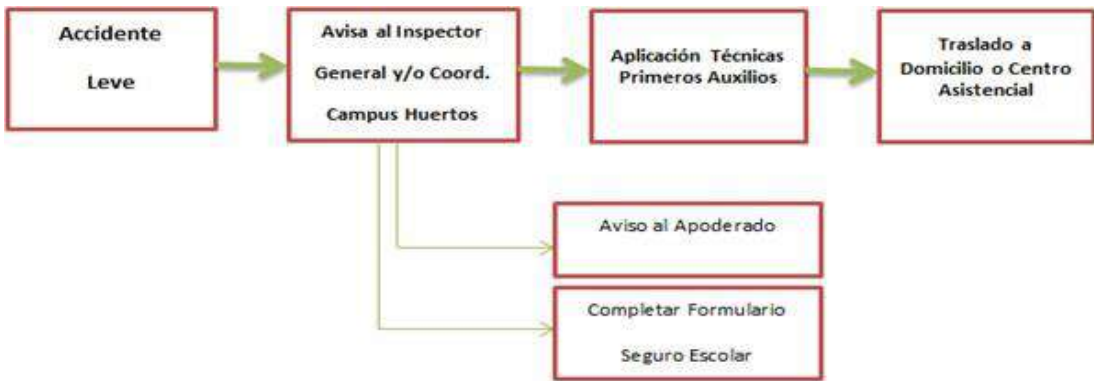 Accidente
Leve
Avisa al Inspector
General y/o Coord.
Campus Huertos
Aplicación Técnicas
Primeros Auxilios
Traslado a
Domicilio o Centro
Asistencial
Aviso al Apoderado
Completar Formulario
Seguro Escolar